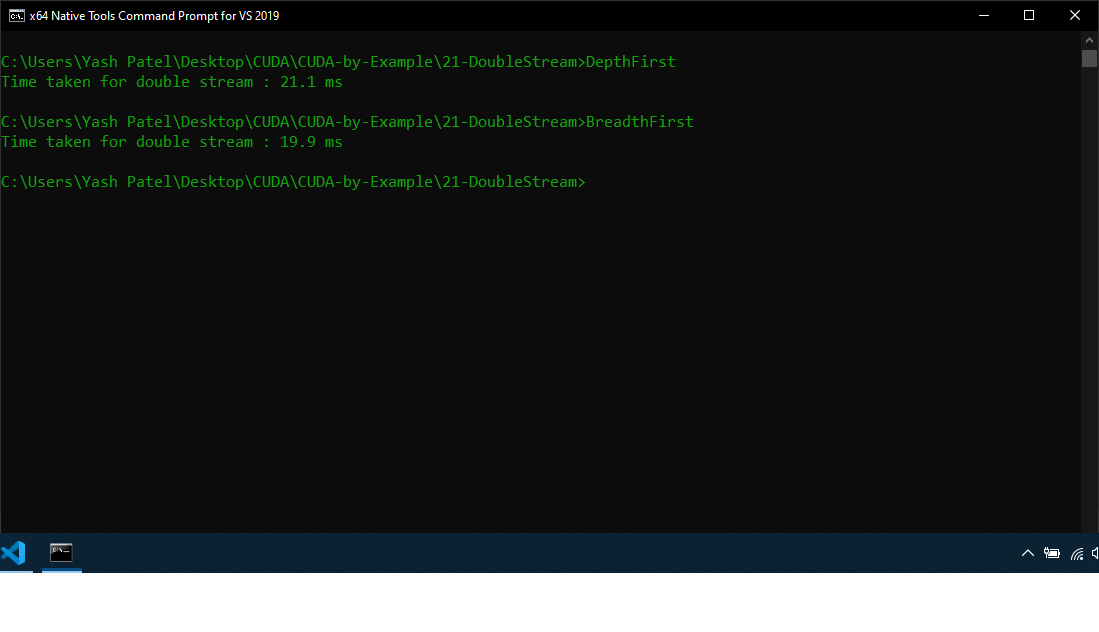 x64 Native Tools Command Prompt for VS 2019
C:\Users\Yash Patel\Desktop\CUDA\CUDA-by-Example\21-DoubleStream>DepthFirst
Time taken for double stream : 21.1 ms
C:\Users\Yash Patel\Desktop\CUDA\CUDA-by-Example\21-DoubleStream>BreadthFirst
Time taken for double stream : 19.9 ms
C:\Users\Yash Patel\Desktop\CUDA\CUDA-by-Example\21-DoubleStream>